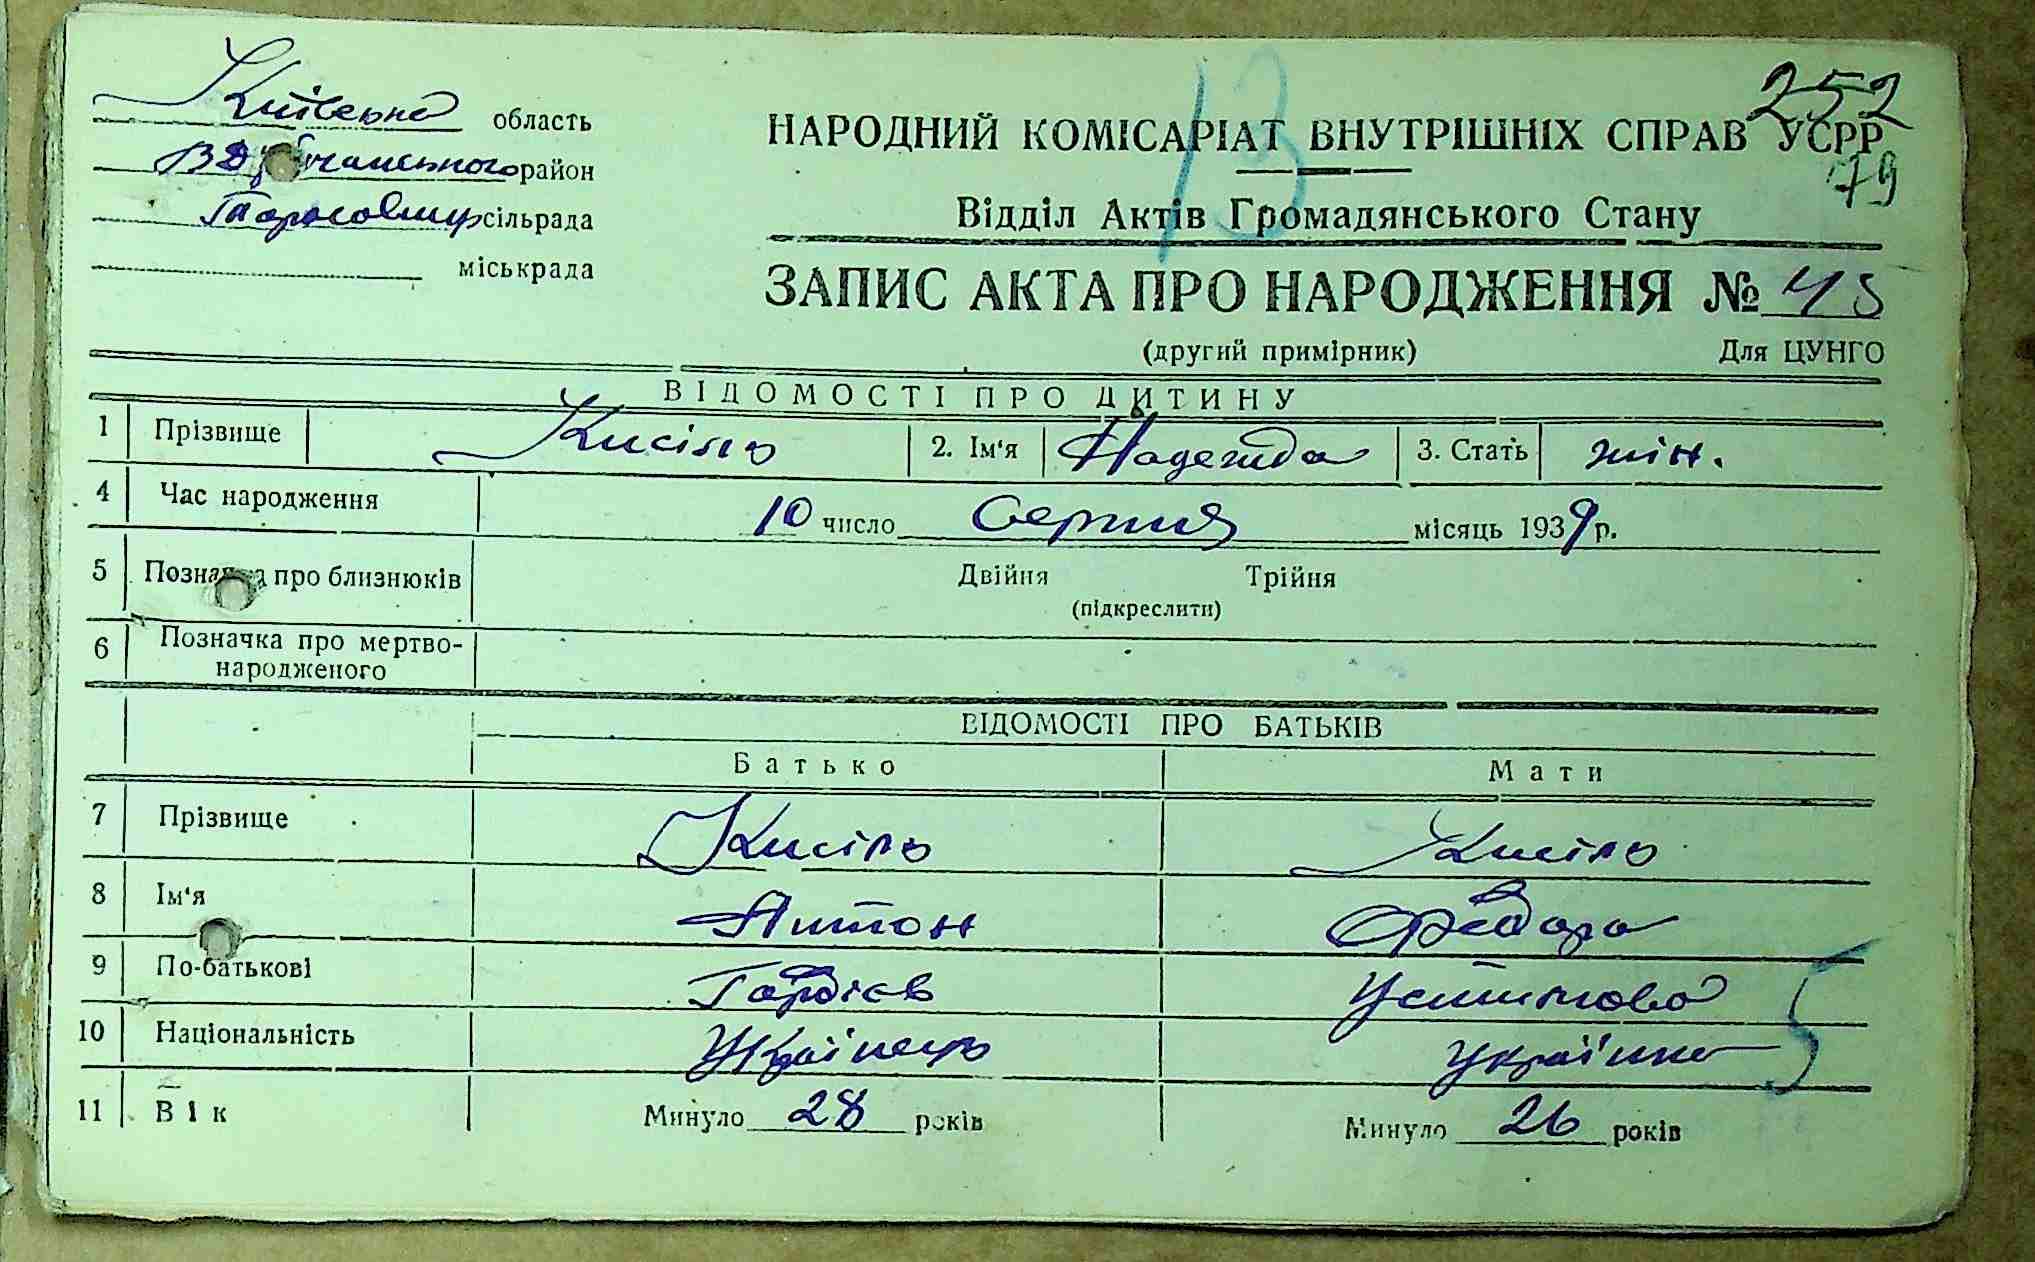 252
13
79
Київська область
НАРОДНИЙ КОМІСАРІАТ ВНУТРІШНІХ СПРАВ УСРР
район
сільрада
Відділ Актів Громадянського Стану
міськрада
ЗАПИС АКТА ПРО НАРОДЖЕННЯ № 45
(другий примірник) Для ЦУНГО
ВІДОМОСТІ ПРО ДИТИНУ
1 Прізвище Кисіль 2. Ім'я Надежда 3. Стать жін.
4 Час народження 10 число Серпня місяць 1939 р.
5 Позначка про близнюків Двійня Трійня
(підкреслити)
6 Позначка про мертво-
народженого
ВІДОМОСТІ ПРО БАТЬКІВ
Батько Мати
7 Прізвище Кисіль Кисіль
8 Ім'я Антон Федора
9 По-батькові Гордієв Устимова
10 Національність Українець українка
5
11 Вік Минуло 28 років Минуло 26 років